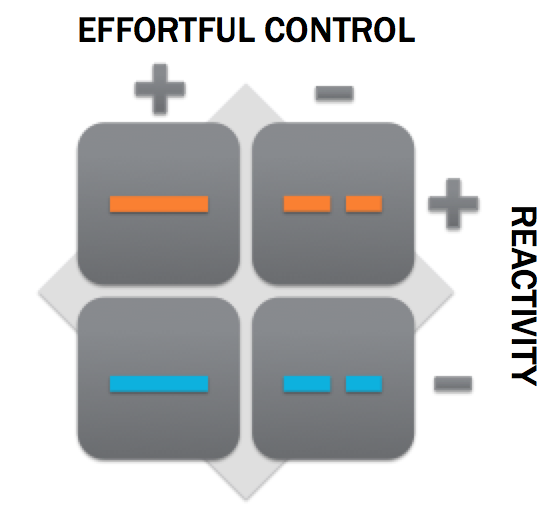 EFFORTFUL CONTROL
+ -
+
REACTIVITY
-